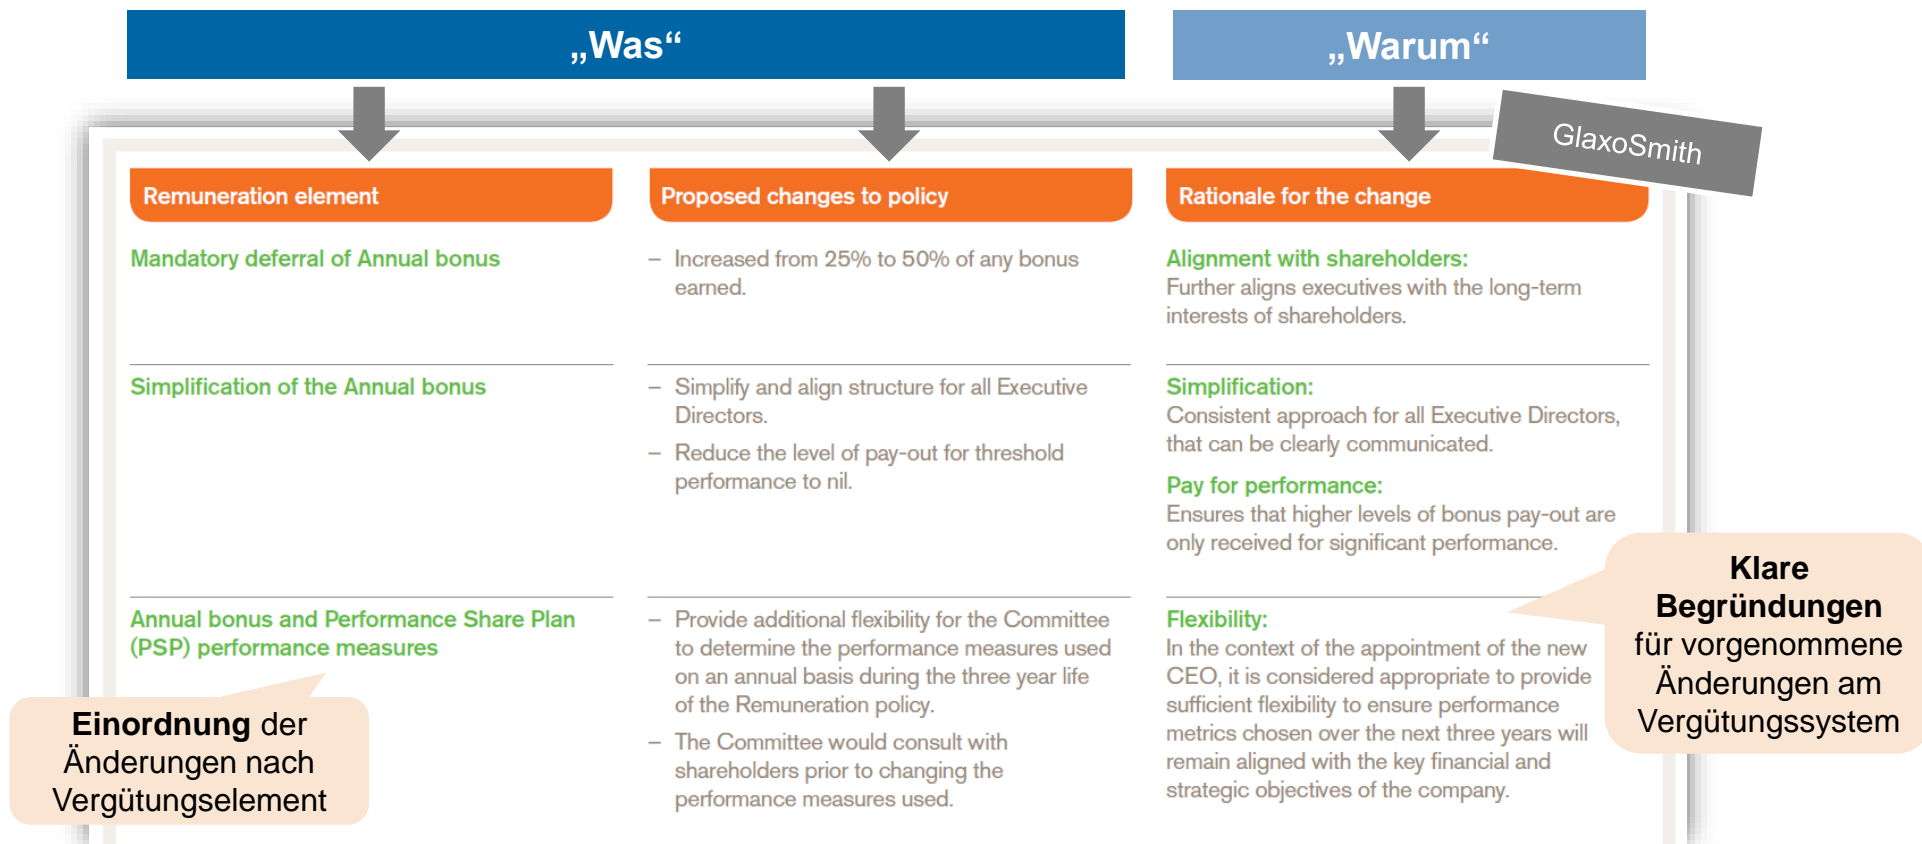 „Was“
„Warum“
GlaxoSmith
Remuneration element
Proposed changes to policy
Rationale for the change
Mandatory deferral of Annual bonus
– Increased from 25% to 50% of any bonus
earned.
Alignment with shareholders:
Further aligns executives with the long-term
interests of shareholders.
Simplification of the Annual bonus
– Simplify and align structure for all Executive
Directors.
– Reduce the level of pay-out for threshold
performance to nil.
Simplification:
Consistent approach for all Executive Directors,
that can be clearly communicated.
Pay for performance:
Ensures that higher levels of bonus pay-out are
only received for significant performance.
Annual bonus and Performance Share Plan
(PSP) performance measures
– Provide additional flexibility for the Committee
to determine the performance measures used
on an annual basis during the three year life
of the Remuneration policy.
– The Committee would consult with
shareholders prior to changing the
performance measures used.
Flexibility:
In the context of the appointment of the new
CEO, it is considered appropriate to provide
sufficient flexibility to ensure performance
metrics chosen over the next three years will
remain aligned with the key financial and
strategic objectives of the company.
Einordnung der
Änderungen nach
Vergütungselement
Klare
Begründungen
für vorgenommene
Änderungen am
Vergütungssystem